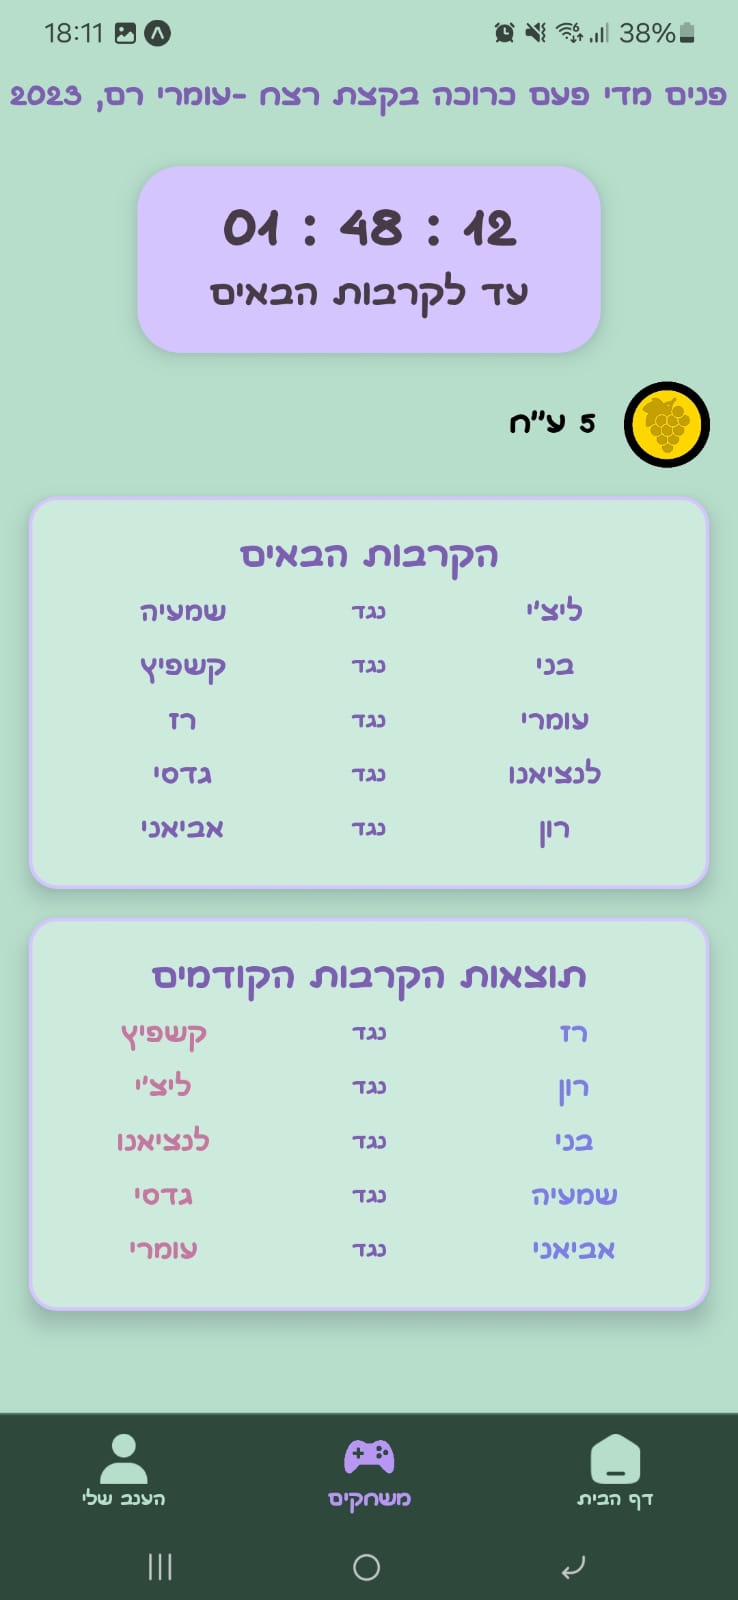 18:11 38%
פנים מדי פעם כרוכה בקצת רצח -עומרי רם, 2023
01 : 48 : 12
עד לקרבות הבאים
5 ע"ח
הקרבות הבאים
ליצ'י נגד שמעיה
בני נגד קשפיץ
עומרי נגד רז
לנציאנו נגד גדסי
רון נגד אביאני
תוצאות הקרבות הקודמים
רז נגד קשפיץ
רון נגד ליצ'י
בני נגד לנציאנו
שמעיה נגד גדסי
אביאני נגד עומרי
דף הבית משחקים הענב שלי